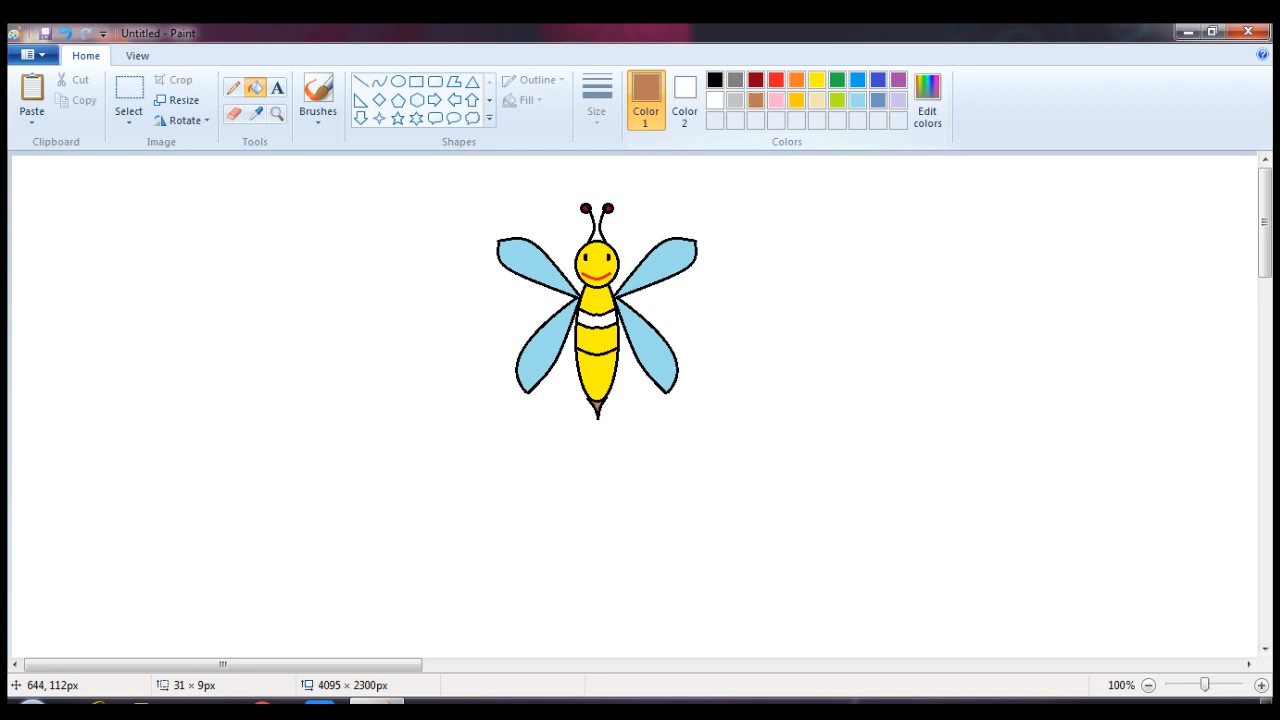 Untitled - Paint
Home View
Paste
Cut
Copy
Clipboard
Select
Crop
Resize
Rotate
Image
A
Tools
Brushes
Shapes
Outline
Fill
Size
Color 1
Color 2
Colors
Edit colors
644, 112px
31 × 9px
4095 × 2300px
100%